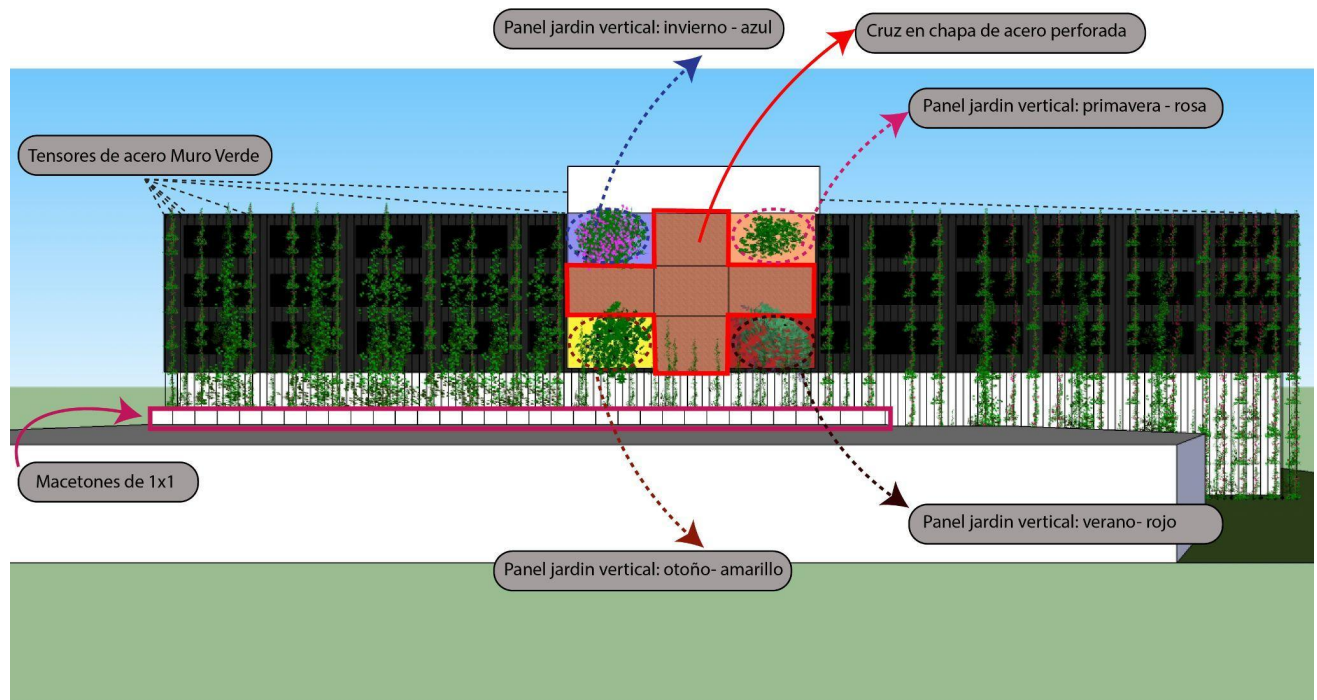 Panel jardin vertical: invierno - azul
Cruz en chapa de acero perforada
Panel jardin vertical: primavera - rosa
Tensores de acero Muro Verde
Macetones de 1x1
Panel jardin vertical: verano- rojo
Panel jardin vertical: otoño- amarillo